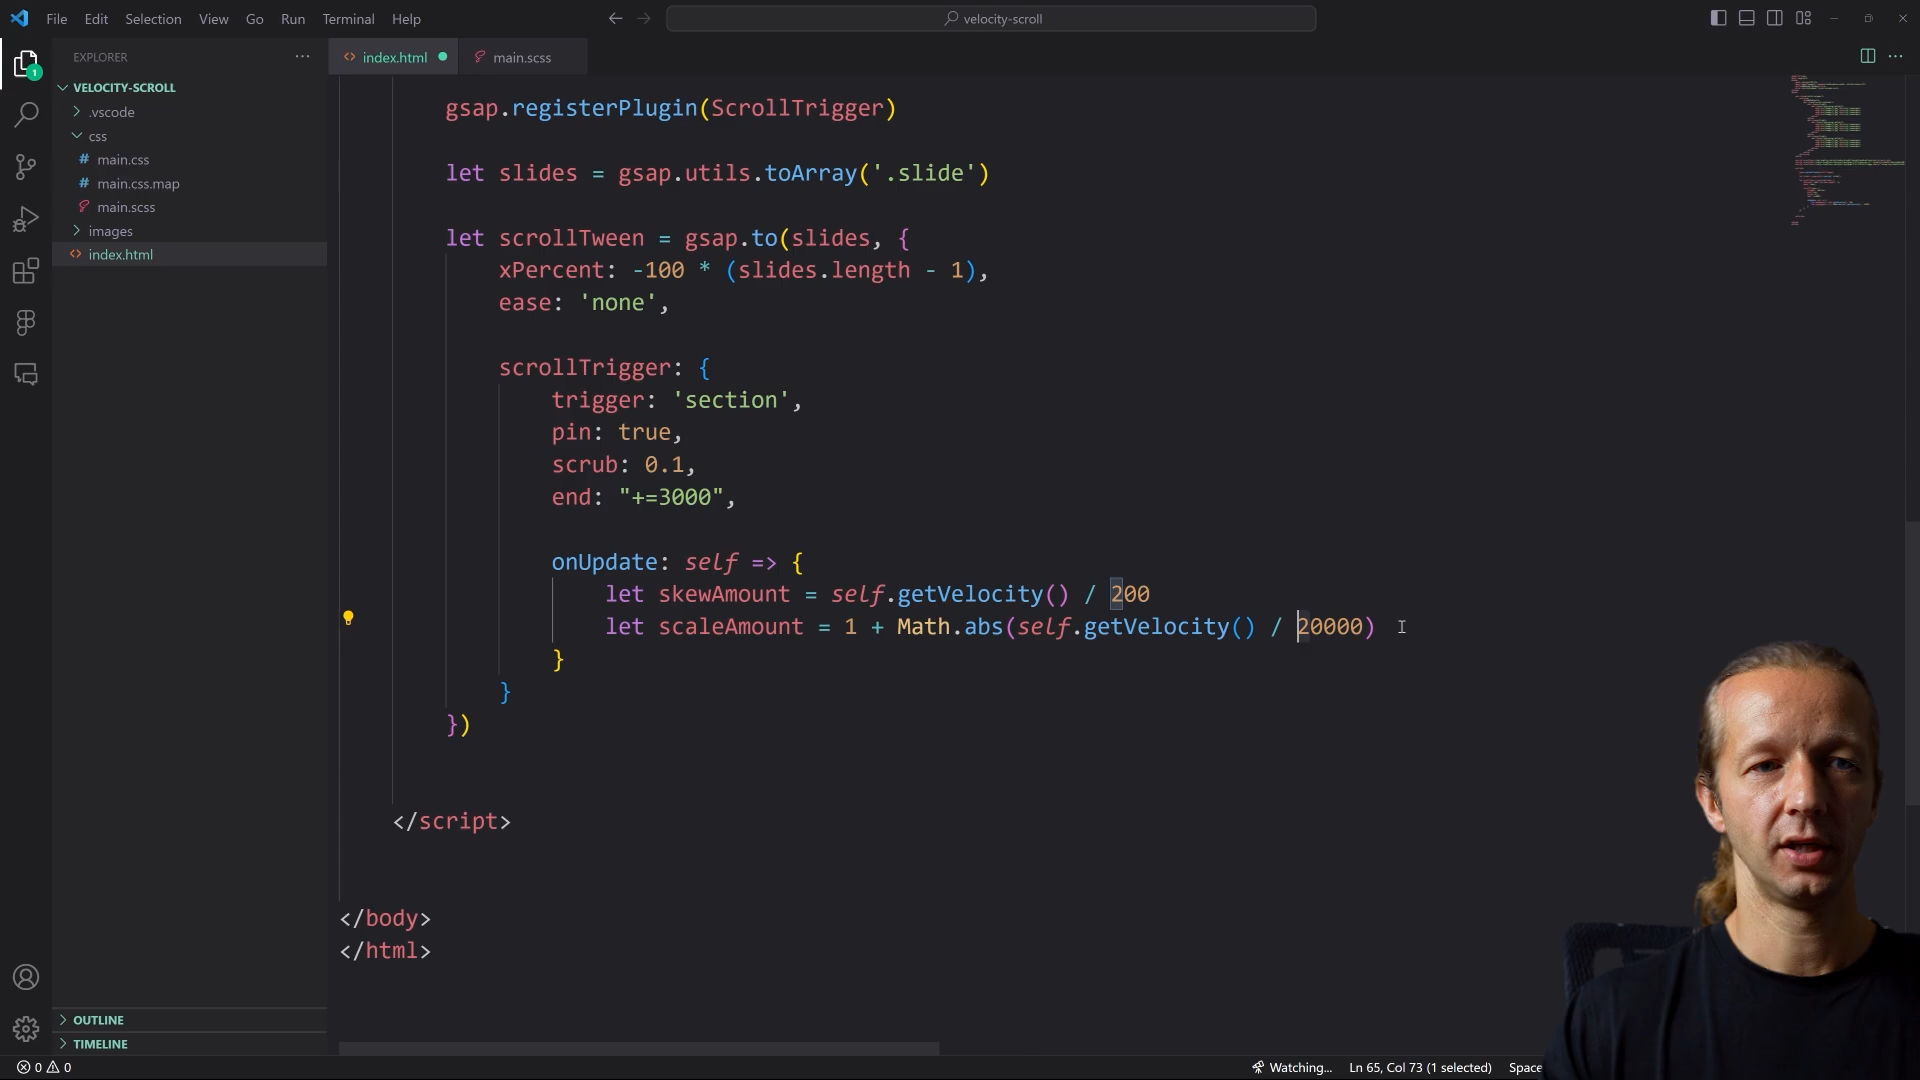 File Edit Selection View Go Run Terminal Help
velocity-scroll
EXPLORER
index.html
main.scss
VELOCITY-SCROLL
.vscode
css
# main.css
# main.css.map
main.scss
images
<> index.html
1
gsap.registerPlugin(ScrollTrigger)
let slides = gsap.utils.toArray('.slide')
let scrollTween = gsap.to(slides, {
xPercent: -100 * (slides.length - 1),
ease: 'none',
scrollTrigger: {
trigger: 'section',
pin: true,
scrub: 0.1,
end: "+=3000",
onUpdate: self => {
let skewAmount = self.getVelocity() / 200
let scaleAmount = 1 + Math.abs(self.getVelocity() / 20000)
}
}
})
</script>
</body>
</html>
OUTLINE
TIMELINE
0 0
Watching...
Ln 65, Col 73 (1 selected)